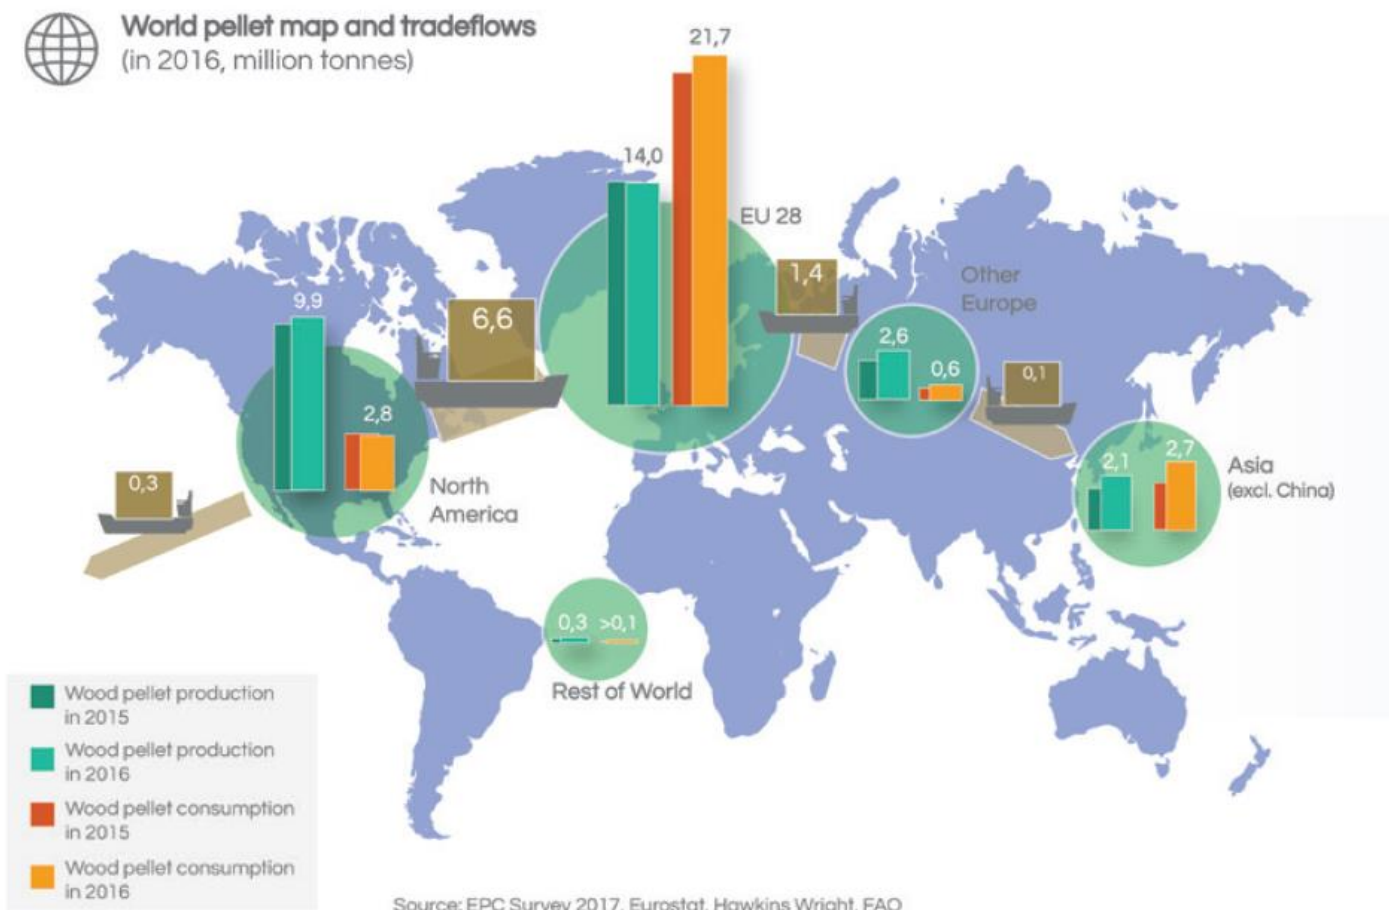 World pellet map and tradeflows
(in 2016, million tonnes)
21,7
14,0
EU 28
1,4
Other
Europe
9,9
6,6
2,6
0,6
0,1
2,8
0,3
North
America
2,1
2,7
Asia
(excl. China)
0,3 >0,1
Rest of World
Wood pellet production
in 2015
Wood pellet production
in 2016
Wood pellet consumption
in 2015
Wood pellet consumption
in 2016
Source: EPC Survey 2017, Eurostat, Hawkins Wright, FAO